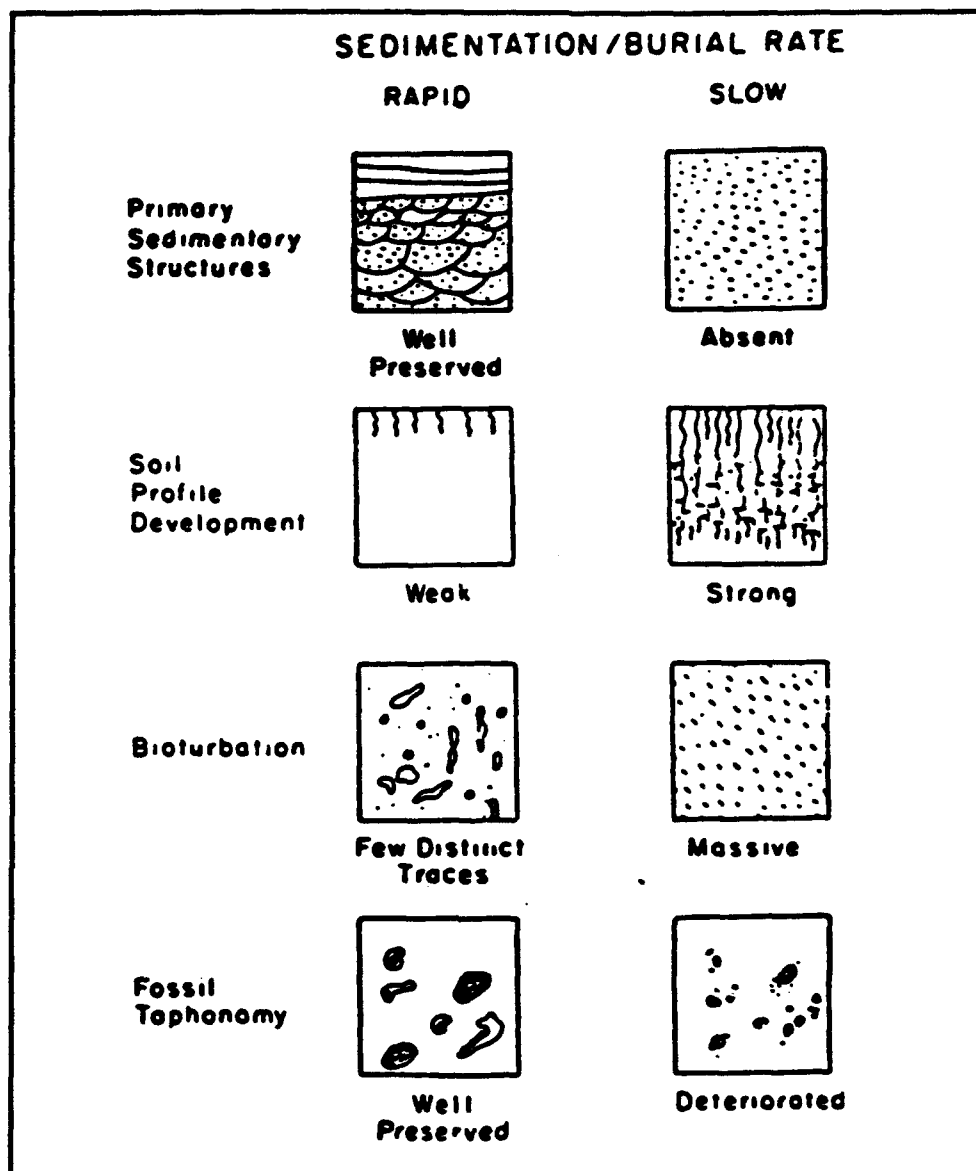 SEDIMENTATION/BURIAL RATE
RAPID SLOW
Primary
Sedimentary
Structures
Well
Preserved
Absent
Soil
Profile
Development
Weak
Strong
Bioturbation
Few Distinct
Traces
Massive
Fossil
Taphonomy
Well
Preserved
Deteriorated